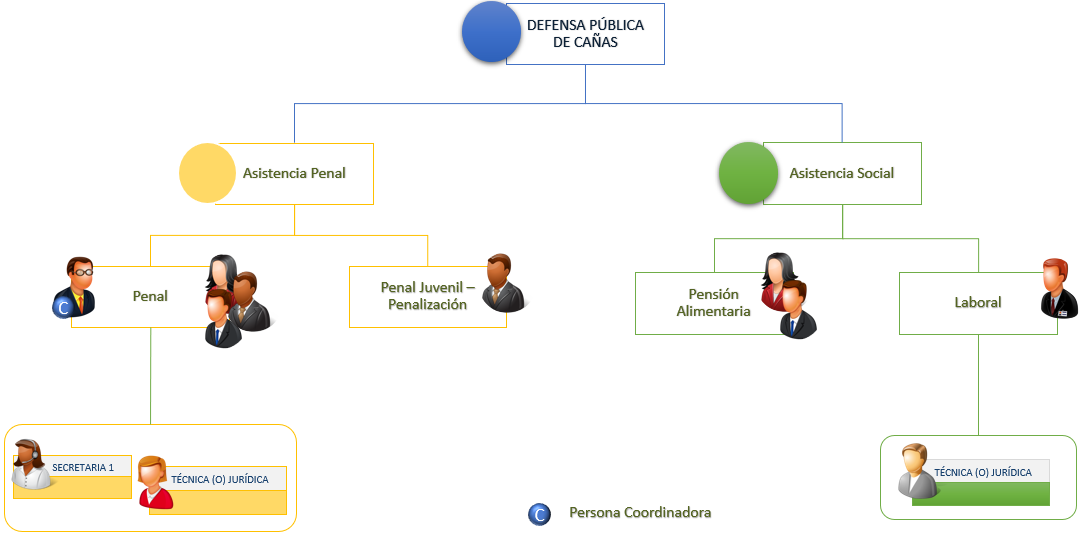 DEFENSA PÚBLICA
DE CAÑAS
Asistencia Penal
Asistencia Social
Penal
C
Penal Juvenil –
Penalización
Pensión
Alimentaria
Laboral
SECRETARIA 1
TÉCNICA (O) JURÍDICA
TÉCNICA (O) JURÍDICA
C Persona Coordinadora